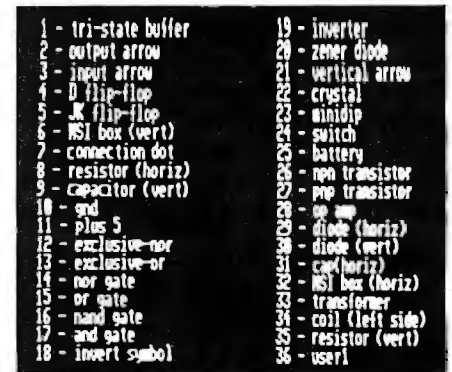 1 - tri-state buffer
2 - output arrow
3 - input arrow
4 - D flip-flop
5 - JK flip-flop
6 - MSI box (vert)
7 - connection dot
8 - resistor (horiz)
9 - capacitor (vert)
10 - gnd
11 - plus 5
12 - exclusive-nor
13 - exclusive-or
14 - nor gate
15 - or gate
16 - nand gate
17 - and gate
18 - invert symbol
19 - inverter
20 - zener diode
21 - vertical arrow
22 - crystal
23 - minidip
24 - switch
25 - battery
26 - npn transistor
27 - pnp transistor
28 - op amp
29 - diode (horiz)
30 - diode (vert)
31 - cap(horiz)
32 - MSI box (horiz)
33 - transformer
34 - coil (left side)
35 - resistor (vert)
36 - user1